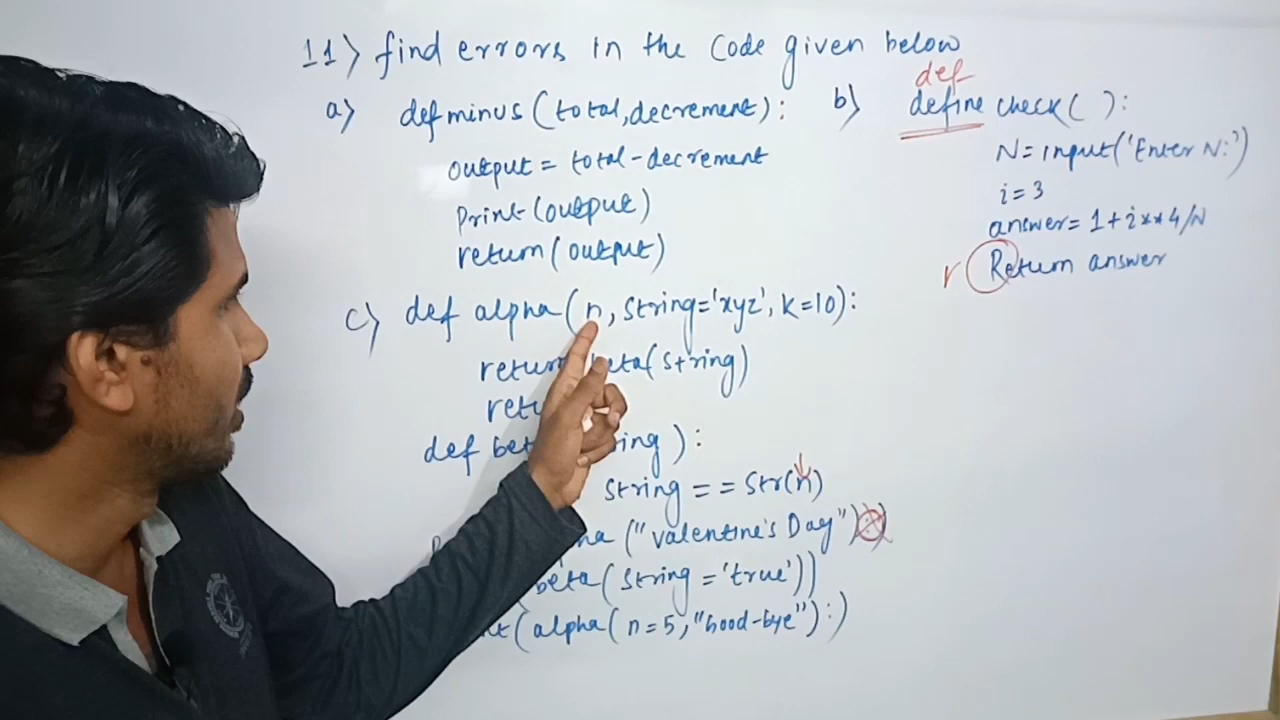 11) find errors in the code given below
a) def minus (total, decrement):
output = total - decrement
Print (output)
return (output)
b) define check( ):
def
N = input('Enter N:')
i = 3
answer = 1 + i ** 4/N
Return answer
r
c) def alpha (n, string='xyz', k=10):
return beta(string)
def string ):
string == str(n)
("valentine's Day"):)
beta(string = 'true'))
(alpha( n=5, "Good-bye"):)